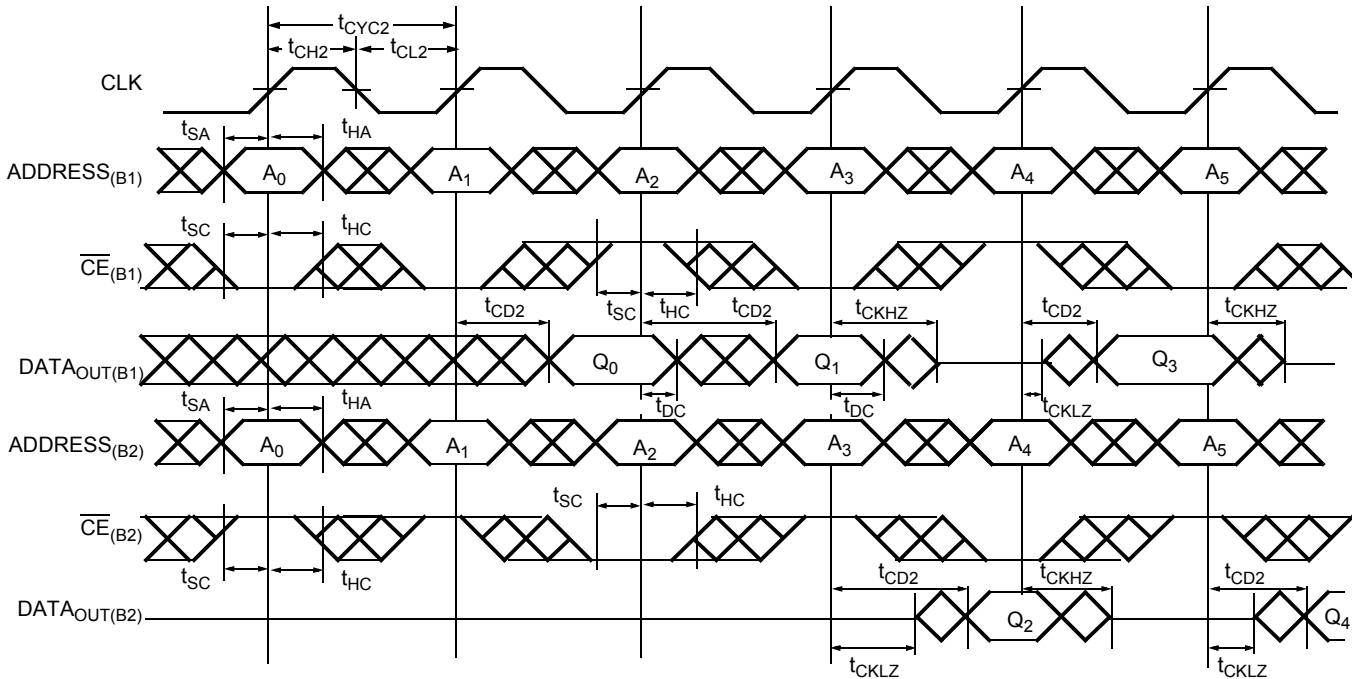 tCYC2
tCH2 tCL2
CLK
tSA tHA
ADDRESS(B1) A0 A1 A2 A3 A4 A5
tSC tHC
CE(B1)
tSC tHC
tCD2 tCD2 tCKHZ tCD2 tCKHZ
DATAOUT(B1) Q0 Q1 Q3
tDC tDC tCKLZ
tSA tHA
ADDRESS(B2) A0 A1 A2 A3 A4 A5
tSC tHC
CE(B2)
tSC tHC
tCD2 tCKHZ tCD2
DATAOUT(B2) Q2 Q4
tCKLZ tCKLZ